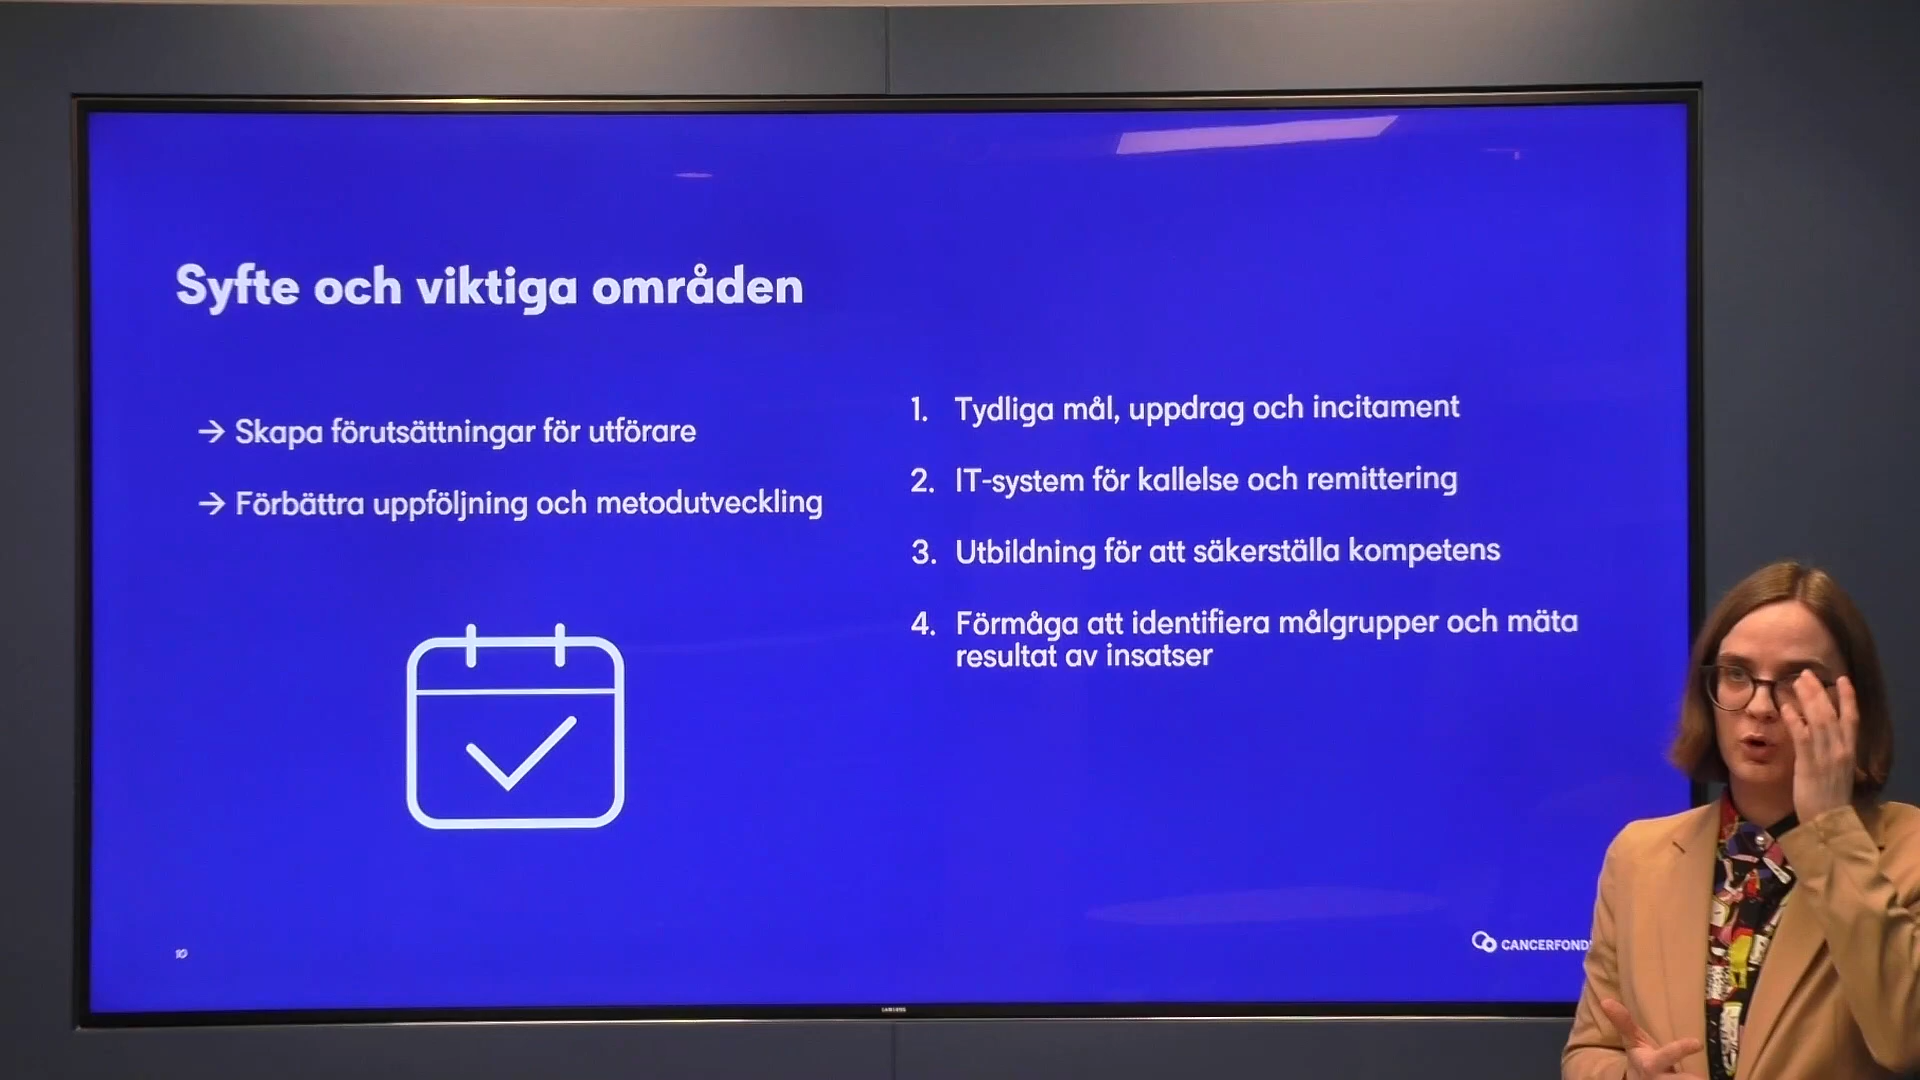 Syfte och viktiga områden
→ Skapa förutsättningar för utförare
→ Förbättra uppföljning och metodutveckling
1. Tydliga mål, uppdrag och incitament
2. IT-system för kallelse och remittering
3. Utbildning för att säkerställa kompetens
4. Förmåga att identifiera målgrupper och mäta
resultat av insatser
10
CANCERFOND